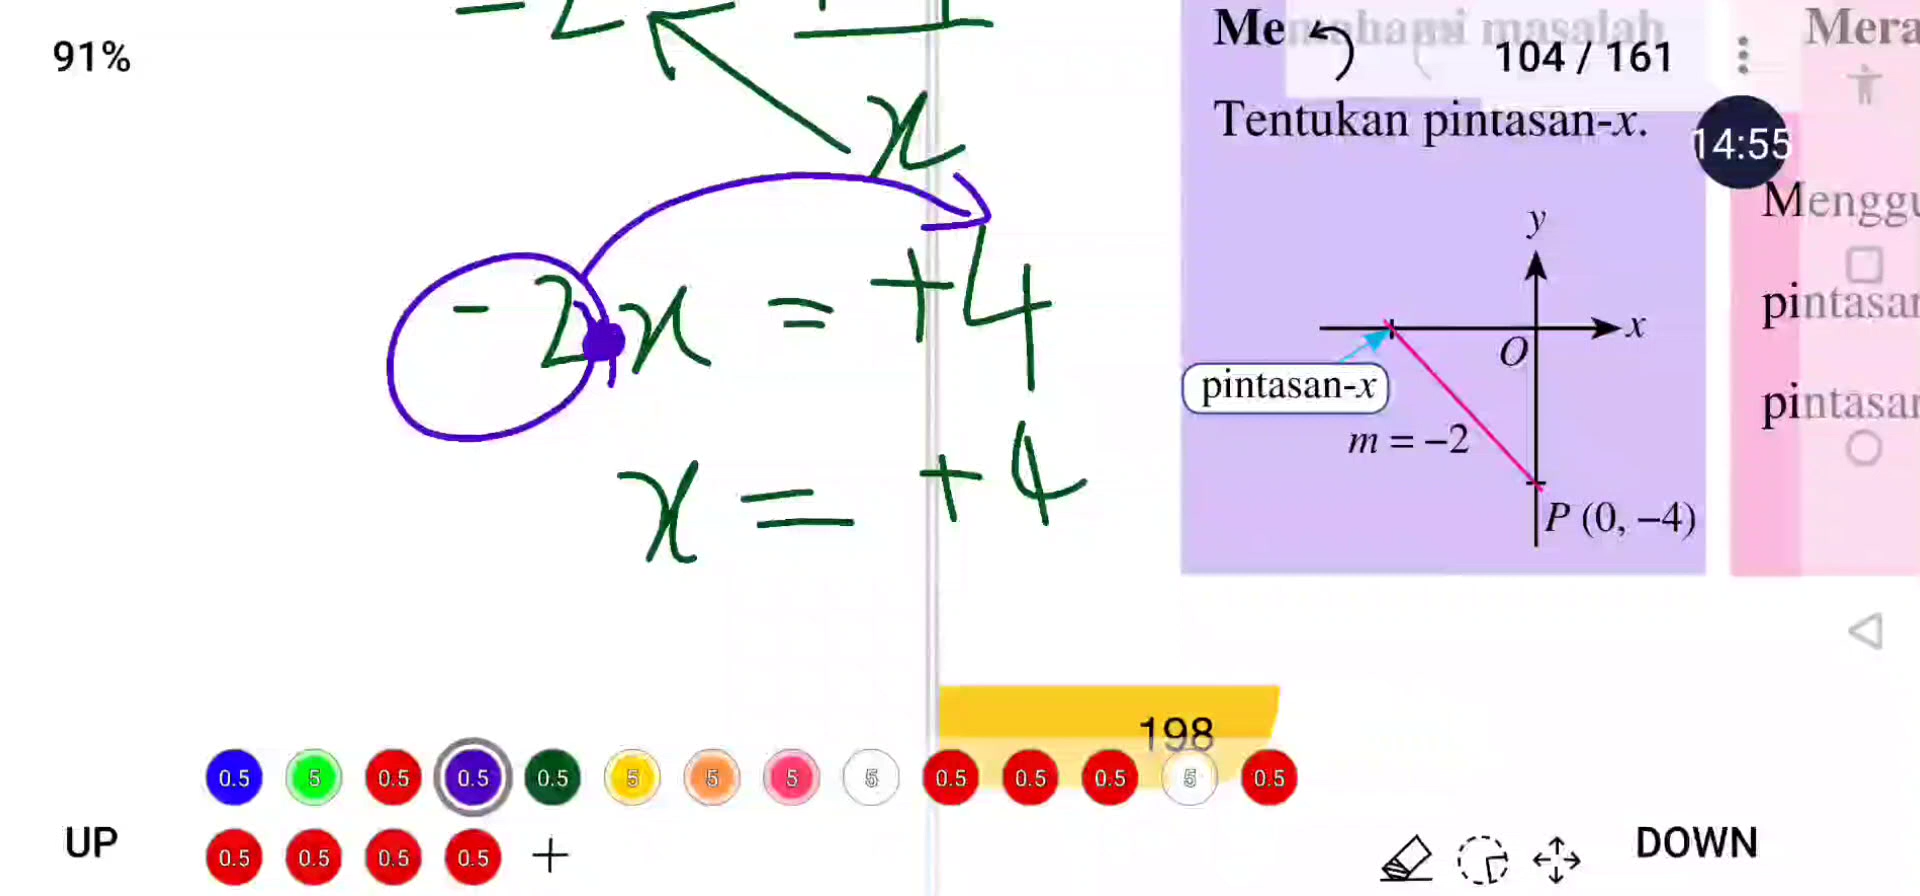 91%
Memahami masalah
104 / 161
Mera
Tentukan pintasan-x.
14:55
x
Menggu
y
-2x = +4
pintasan
x
O
pintasan-x
pintasan
m = −2
x = +4
P (0, −4)
198
0.5 5 0.5 0.5 0.5 5 5 5 5 0.5 0.5 0.5 5 0.5
UP
0.5 0.5 0.5 0.5 +
DOWN